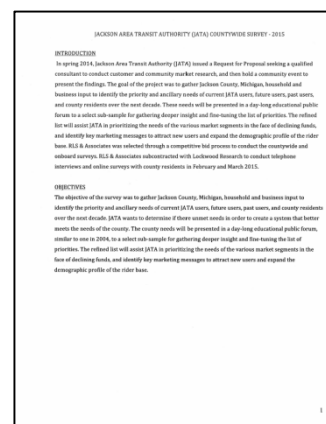 JACKSON AREA TRANSIT AUTHORITY (JATA) COUNTYWIDE SURVEY - 2015
INTRODUCTION
In spring 2014, Jackson Area Transit Authority (JATA) issued a Request for Proposal seeking a qualified
consultant to conduct customer and community market research, and then hold a community event to
present the findings. The goal of the project was to gather Jackson County, Michigan, household and
business input to identify the priority and ancillary needs of current JATA users, future users, past users,
and county residents over the next decade. These needs will be presented in a day-long educational public
forum to a select sub-sample for gathering deeper insight and fine-tuning the list of priorities. The refined
list will assist JATA in prioritizing the needs of the various market segments in the face of declining funds,
and identify key marketing messages to attract new users and expand the demographic profile of the rider
base. RLS & Associates was selected through a competitive bid process to conduct the countywide and
onboard surveys. RLS & Associates subcontracted with Lockwood Research to conduct telephone
interviews and online surveys with county residents in February and March 2015.
OBJECTIVES
The objective of the survey was to gather Jackson County, Michigan, household and business input to
identify the priority and ancillary needs of current JATA users, future users, past users, and county residents
over the next decade. JATA wants to determine if there unmet needs in order to create a system that better
meets the needs of the county. The county needs will be presented in a day-long educational public forum,
similar to one in 2004, to a select sub-sample for gathering deeper insight and fine-tuning the list of
priorities. The refined list will assist JATA in prioritizing the needs of the various market segments in the
face of declining funds, and identify key marketing messages to attract new users and expand the
demographic profile of the rider base.
1